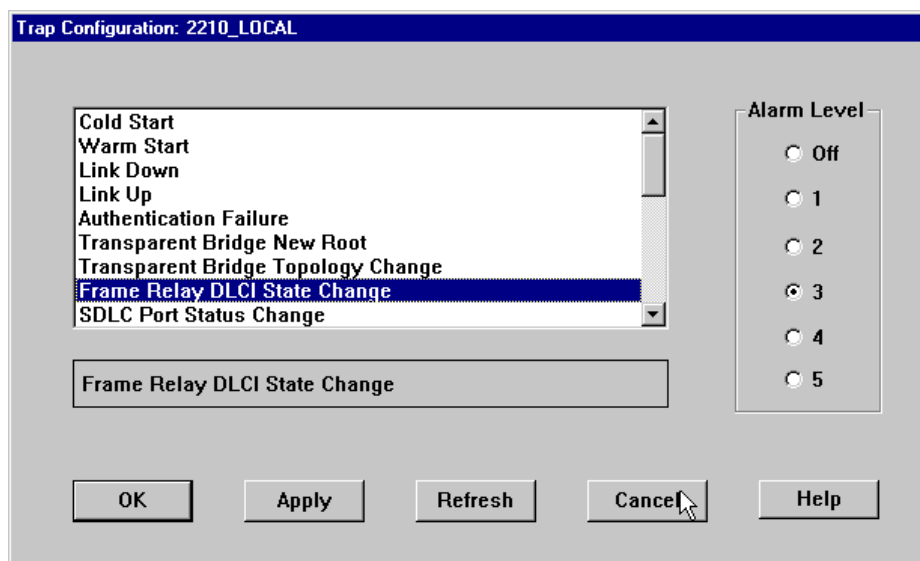 Trap Configuration: 2210_LOCAL
Cold Start
Warm Start
Link Down
Link Up
Authentication Failure
Transparent Bridge New Root
Transparent Bridge Topology Change
Frame Relay DLCI State Change
SDLC Port Status Change
Frame Relay DLCI State Change
Alarm Level
Off
1
2
3
4
5
OK
Apply
Refresh
Cancel
Help